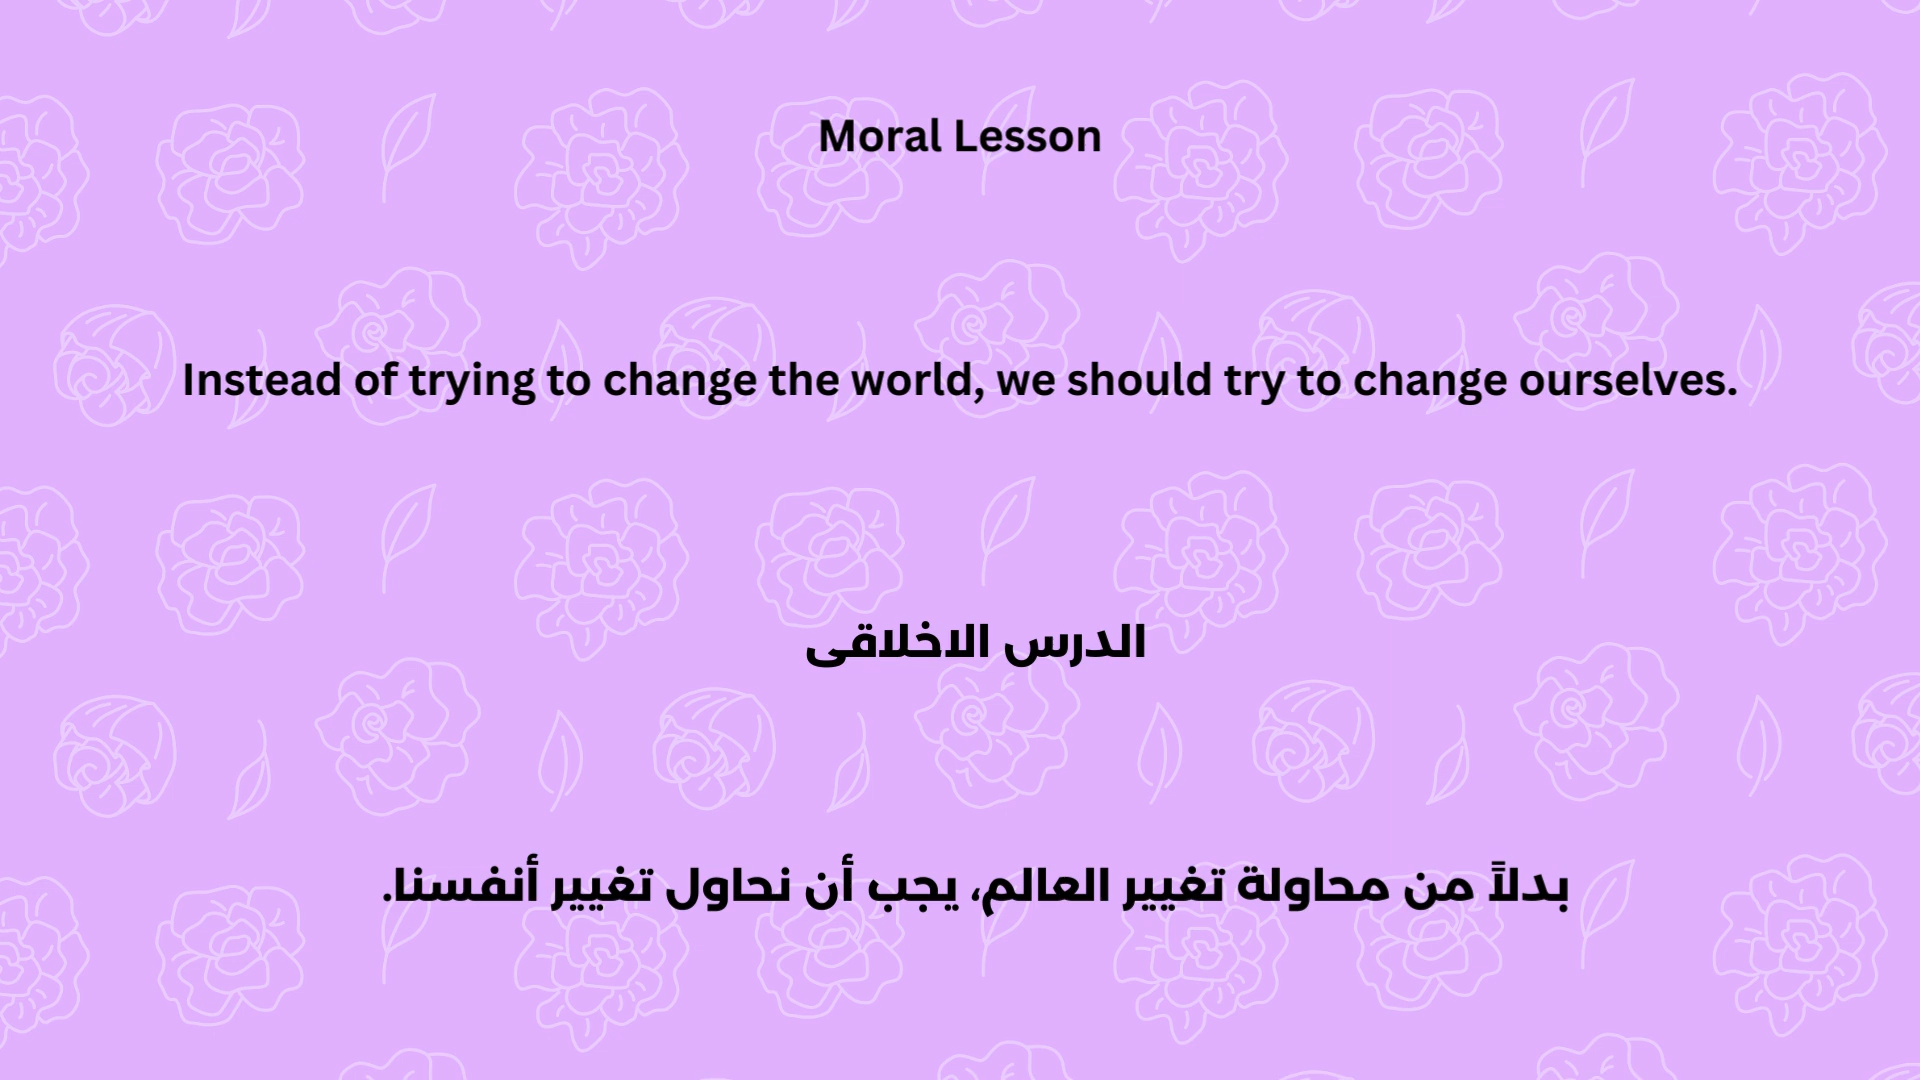 Moral Lesson
Instead of trying to change the world, we should try to change ourselves.
الدرس الاخلاقى
بدلاً من محاولة تغيير العالم، يجب أن نحاول تغيير أنفسنا.